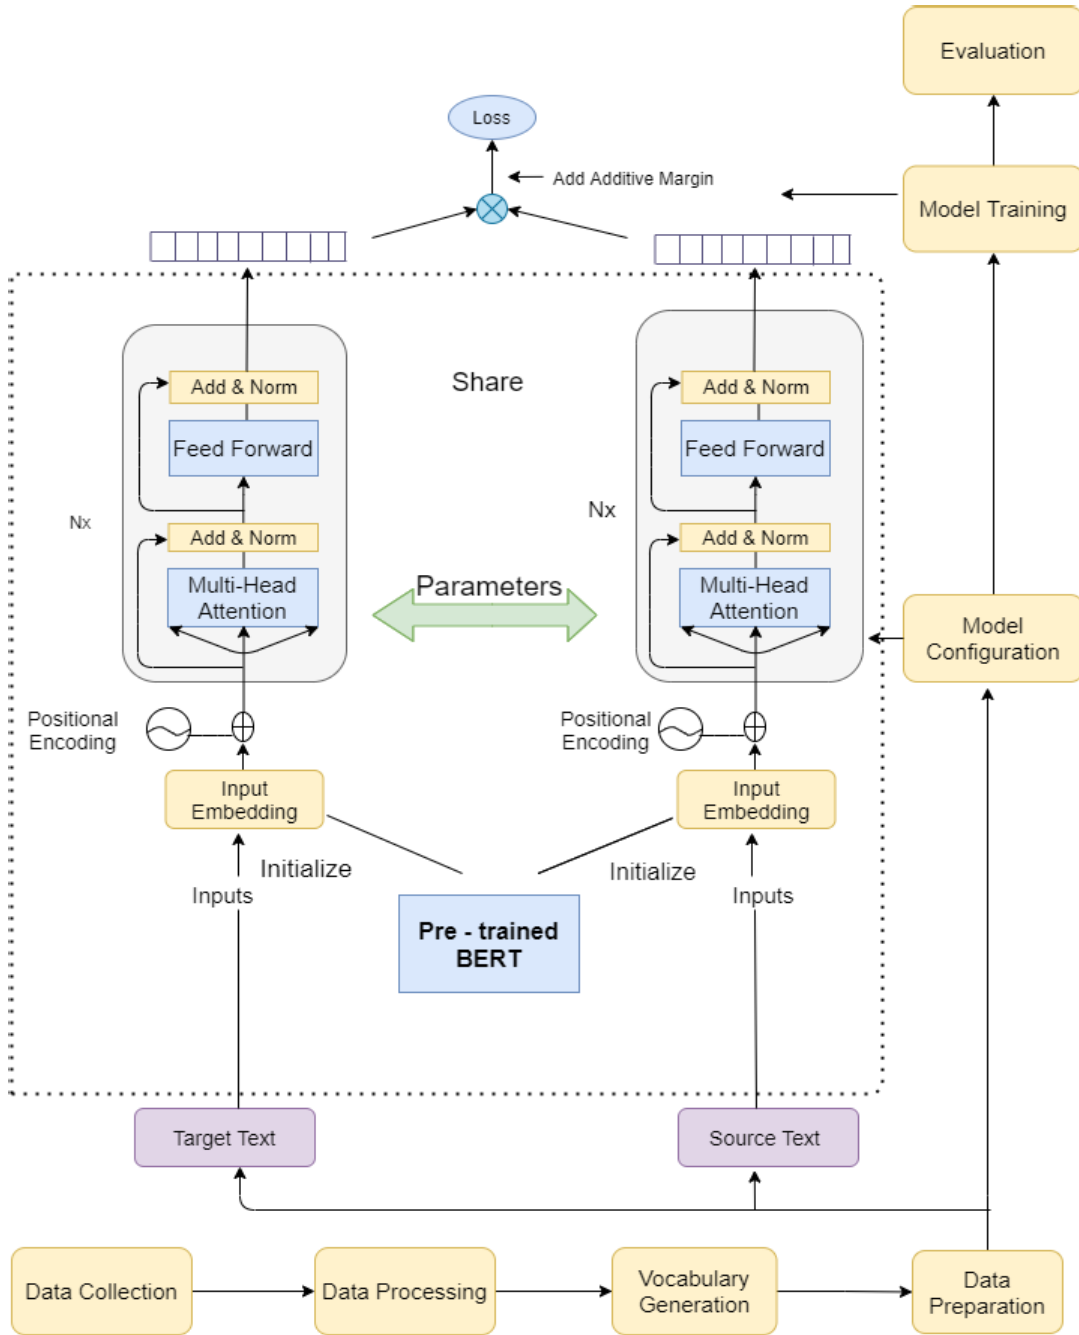 Evaluation
Loss
Add Additive Margin
Model Training
Share
Add & Norm
Add & Norm
Feed Forward
Feed Forward
Nx
Nx
Add & Norm
Add & Norm
Parameters
Multi-Head
Attention
Multi-Head
Attention
Model
Configuration
Positional
Encoding
Positional
Encoding
Input
Embedding
Input
Embedding
Initialize
Initialize
Inputs
Inputs
Pre - trained
BERT
Target Text
Source Text
Data Collection
Data Processing
Vocabulary
Generation
Data
Preparation